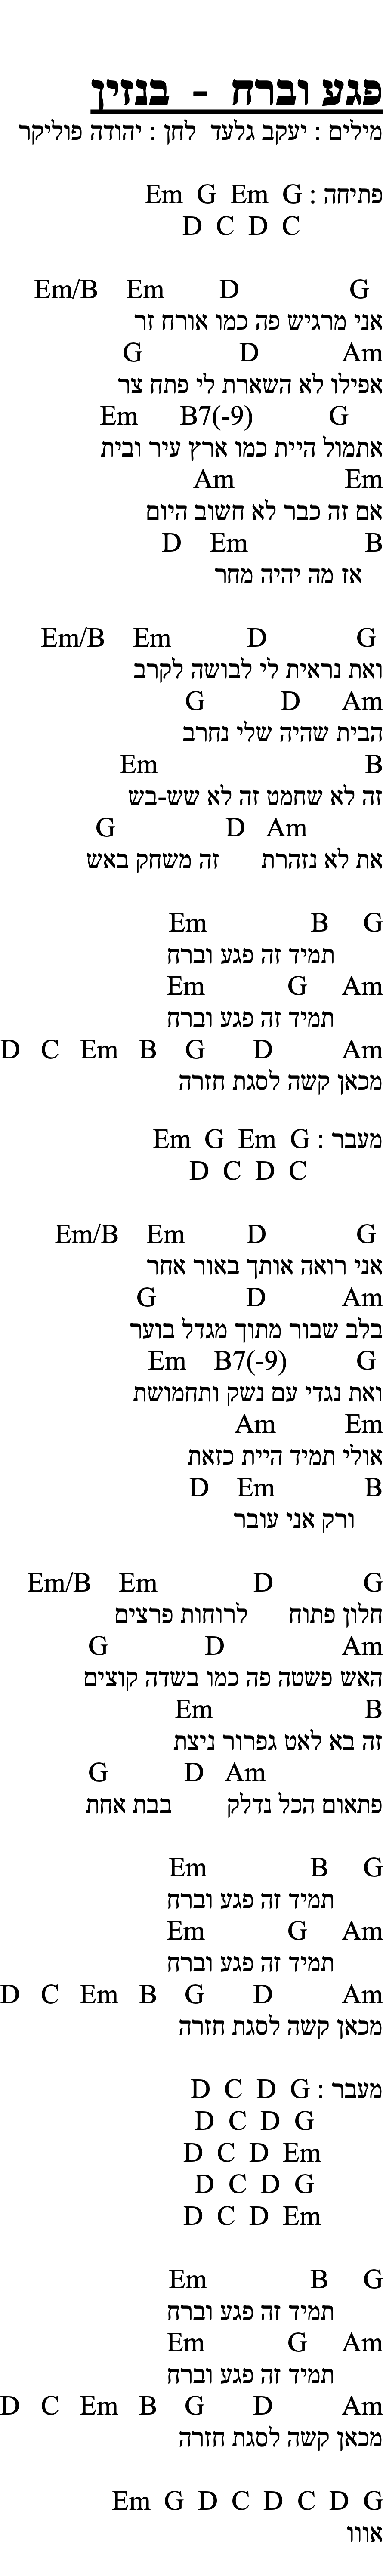 פגע וברח - בנזין
מילים : יעקב גלעד לחן : יהודה פוליקר
פתיחה : Em G Em G
D C D C
Em/B Em D G
אני מרגיש פה כמו אורח זר
G D Am
אפילו לא השארת לי פתח צר
Em B7(-9) G
אתמול היית כמו ארץ עיר ובית
Am Em
אם זה כבר לא חשוב היום
D Em B
אז מה יהיה מחר
Em/B Em D G
ואת נראית לי לבושה לקרב
G D Am
הבית שהיה שלי נחרב
Em B
זה לא שחמט זה לא שש-בש
G D Am
את לא נזהרת זה משחק באש
Em B G
תמיד זה פגע וברח
Em G Am
תמיד זה פגע וברח
D C Em B G D Am
מכאן קשה לסגת חזרה
מעבר : Em G Em G
D C D C
Em/B Em D G
אני רואה אותך באור אחר
G D Am
בלב שבור מתוך מגדל בוער
Em B7(-9) G
ואת נגדי עם נשק ותחמושת
Am Em
אולי תמיד היית כזאת
D Em B
ורק אני עובר
Em/B Em D G
חלון פתוח לרוחות פרצים
G D Am
האש פשטה פה כמו בשדה קוצים
Em B
זה בא לאט גפרור ניצת
G D Am
פתאום הכל נדלק בבת אחת
Em B G
תמיד זה פגע וברח
Em G Am
תמיד זה פגע וברח
D C Em B G D Am
מכאן קשה לסגת חזרה
מעבר : D C D G
D C D G
D C D Em
D C D G
D C D Em
Em B G
תמיד זה פגע וברח
Em G Am
תמיד זה פגע וברח
D C Em B G D Am
מכאן קשה לסגת חזרה
Em G D C D C D G
אווו